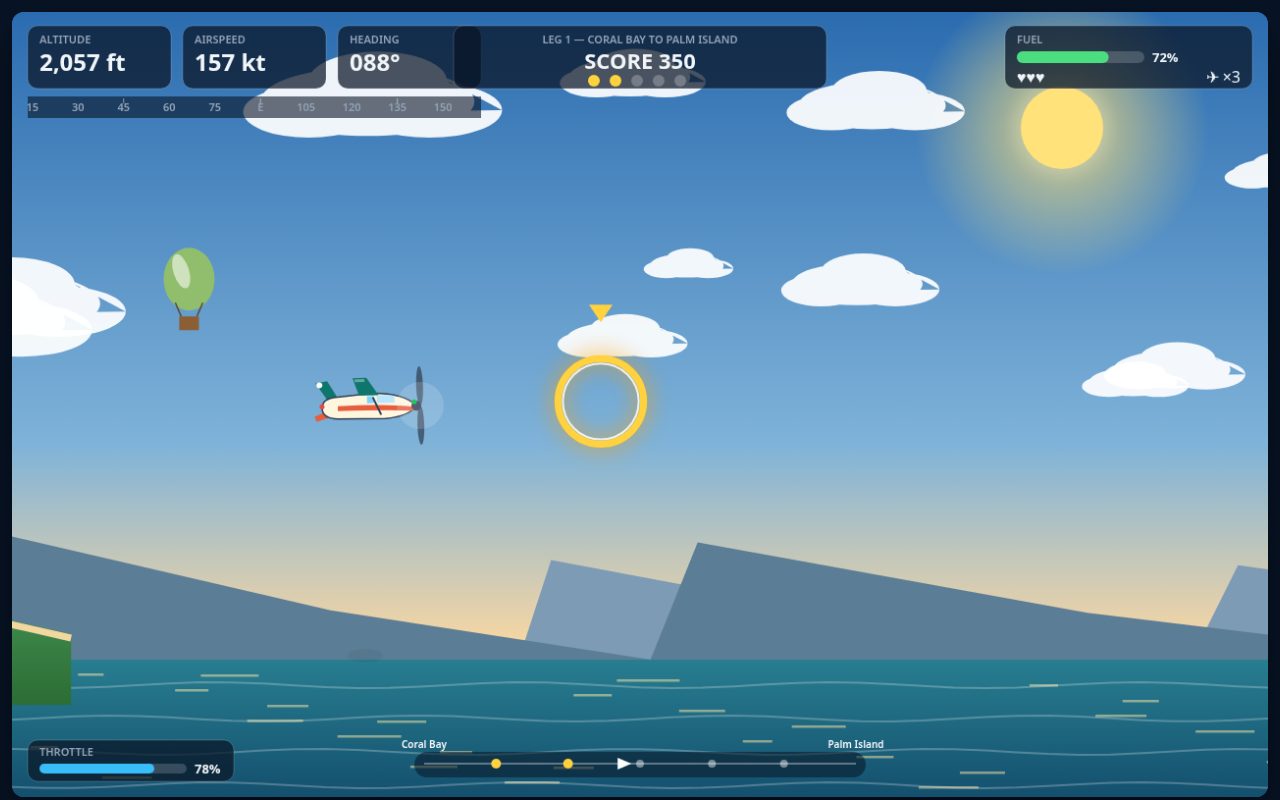 ALTITUDE
2,057 ft
AIRSPEED
157 kt
HEADING
088°
LEG 1 — CORAL BAY TO PALM ISLAND
SCORE 350
FUEL
72%
♥♥♥ ✈ ×3
15 30 45 60 75 E 105 120 135 150
THROTTLE
78%
Coral Bay
Palm Island